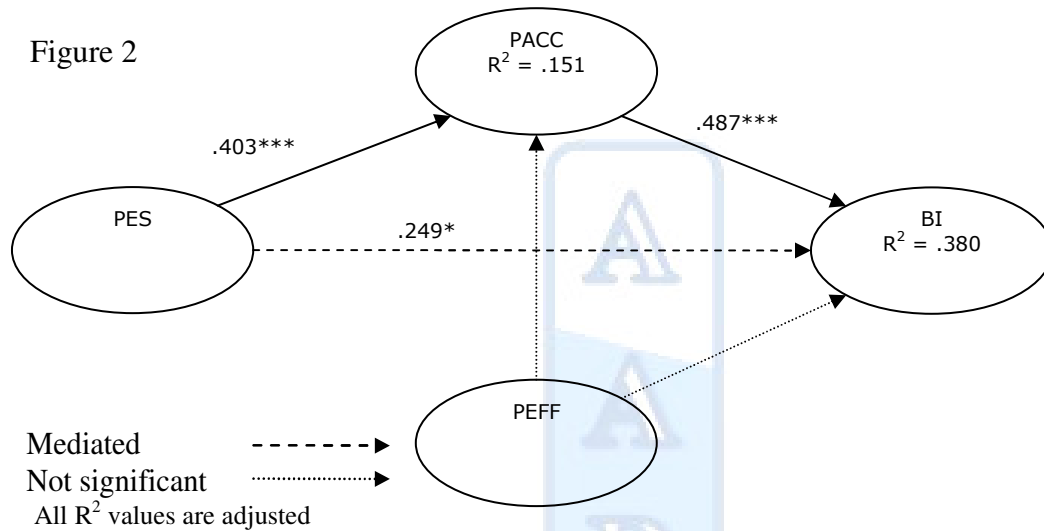 Figure 2
PACC
R² = .151
.403***
.487***
PES
BI
R² = .380
.249*
A
A
PEFF
Mediated
Not significant
All R² values are adjusted